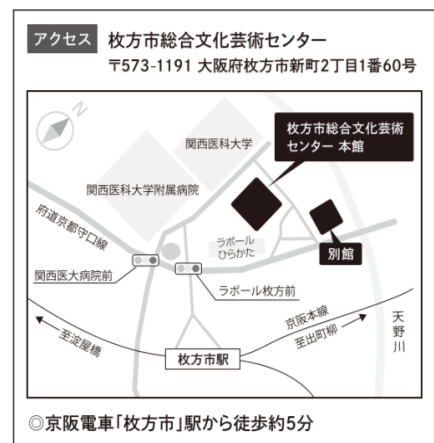 アクセス 枚方市総合文化芸術センター
〒573-1191 大阪府枚方市新町2丁目1番60号
N
枚方市総合文化芸術
センター 本館
関西医科大学
関西医科大学附属病院
府道京都守口線
ラポール
ひらかた
別館
関西医大病院前
ラポール枚方前
京阪本線
至出町柳
天野川
至淀屋橋
枚方市駅
◎京阪電車「枚方市」駅から徒歩約5分